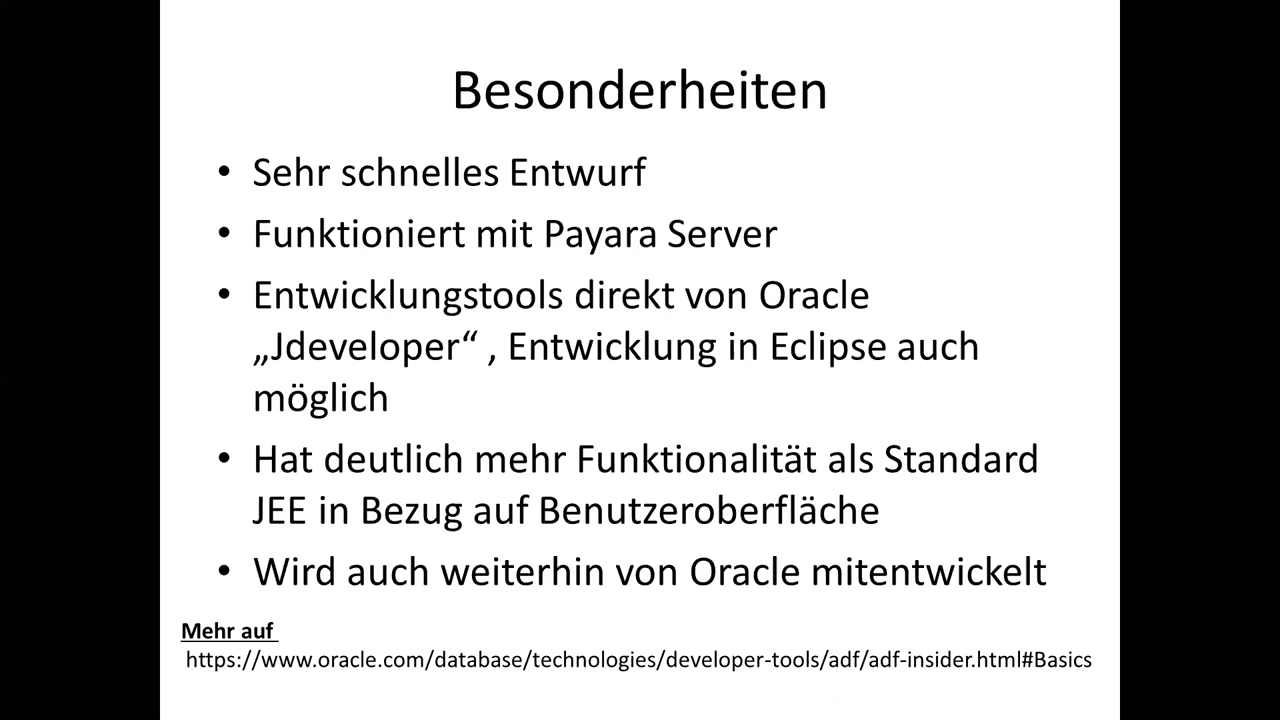 Besonderheiten
• Sehr schnelles Entwurf
• Funktioniert mit Payara Server
• Entwicklungstools direkt von Oracle
„Jdeveloper“ , Entwicklung in Eclipse auch
möglich
• Hat deutlich mehr Funktionalität als Standard
JEE in Bezug auf Benutzeroberfläche
• Wird auch weiterhin von Oracle mitentwickelt
Mehr auf
https://www.oracle.com/database/technologies/developer-tools/adf/adf-insider.html#Basics